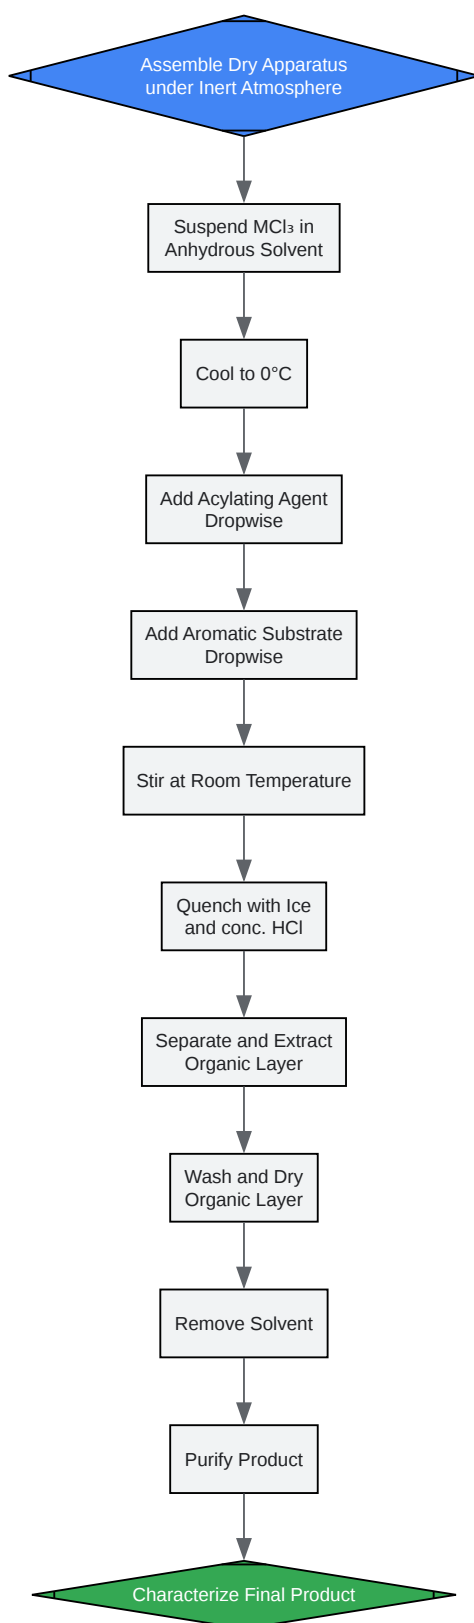 Assemble Dry Apparatus
under Inert Atmosphere
Suspend MCl₃ in
Anhydrous Solvent
Cool to 0°C
Add Acylating Agent
Dropwise
Add Aromatic Substrate
Dropwise
Stir at Room Temperature
Quench with Ice
and conc. HCl
Separate and Extract
Organic Layer
Wash and Dry
Organic Layer
Remove Solvent
Purify Product
Characterize Final Product